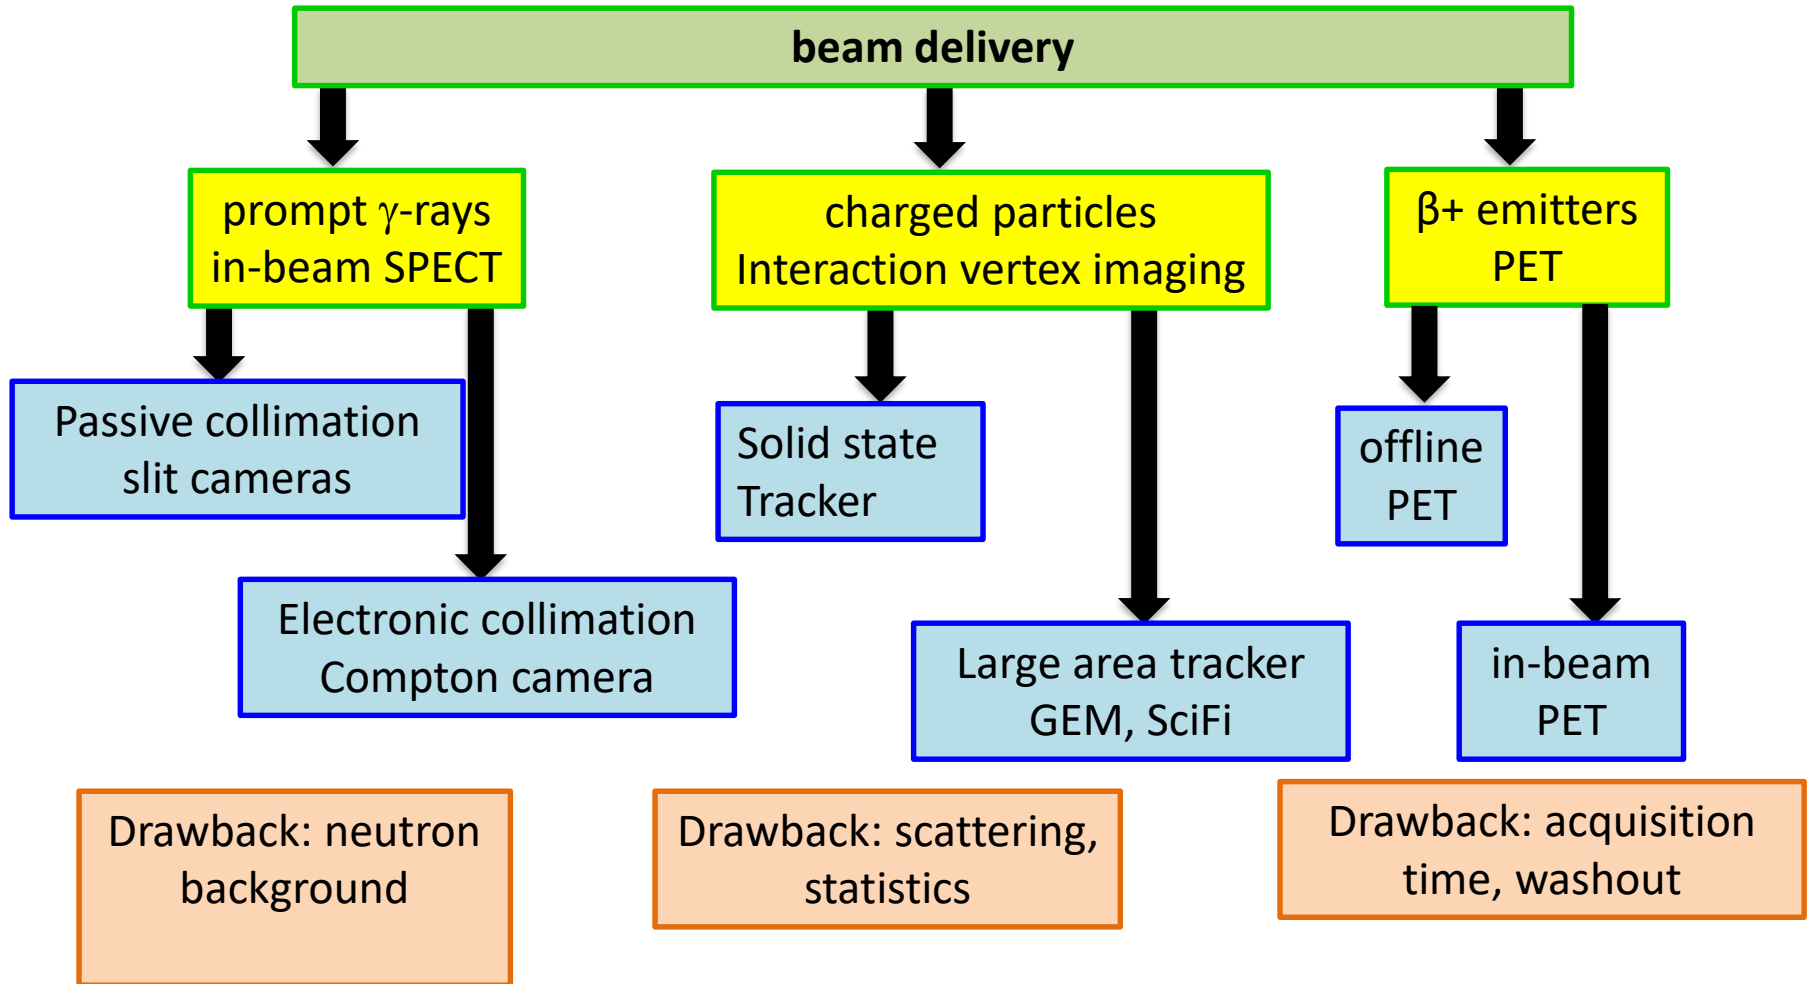 beam delivery
prompt γ-rays
in-beam SPECT
charged particles
Interaction vertex imaging
β+ emitters
PET
Passive collimation
slit cameras
Solid state
Tracker
offline
PET
Electronic collimation
Compton camera
Large area tracker
GEM, SciFi
in-beam
PET
Drawback: neutron
background
Drawback: scattering,
statistics
Drawback: acquisition
time, washout